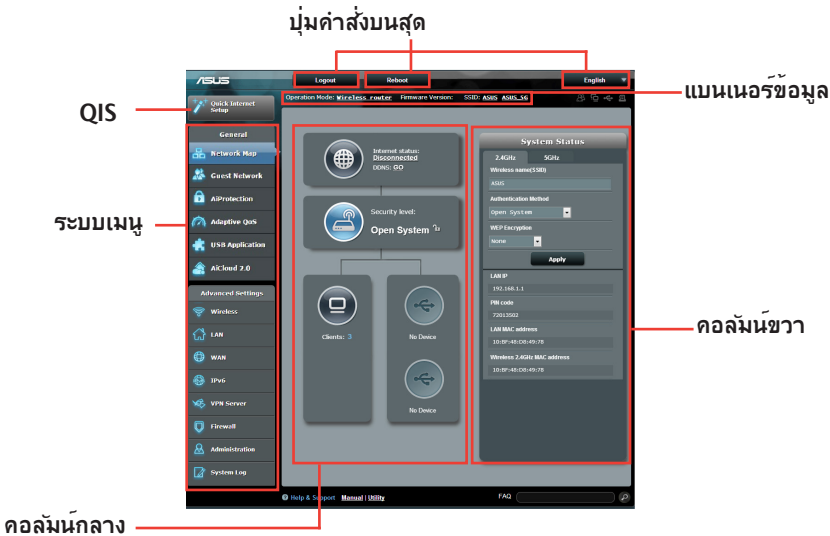 ปุ่มคำสั่งบนสุด
ASUS
Logout
Reboot
English
แบนเนอร์ข้อมูล
Operation Mode: Wireless router Firmware Version: SSID: ASUS ASUS_5G
QIS
Quick Internet
Setup
General
Network Map
Guest Network
AiProtection
Adaptive QoS
USB Application
AiCloud 2.0
ระบบเมนู
Advanced Settings
Wireless
LAN
WAN
IPv6
VPN Server
Firewall
Administration
System Log
Internet status:
Disconnected
DDNS: GO
Security level:
Open System
Clients: 3
No Device
No Device
System Status
2.4GHz
5GHz
Wireless name(SSID)
ASUS
Authentication Method
Open System
WEP Encryption
None
Apply
LAN IP
192.168.1.1
PIN code
72013502
LAN MAC address
10:BF:48:D8:49:78
Wireless 2.4GHz MAC address
10:BF:48:D8:49:78
คอลัมน์ขวา
Help & Support Manual | Utility
FAQ
คอลัมน์กลาง